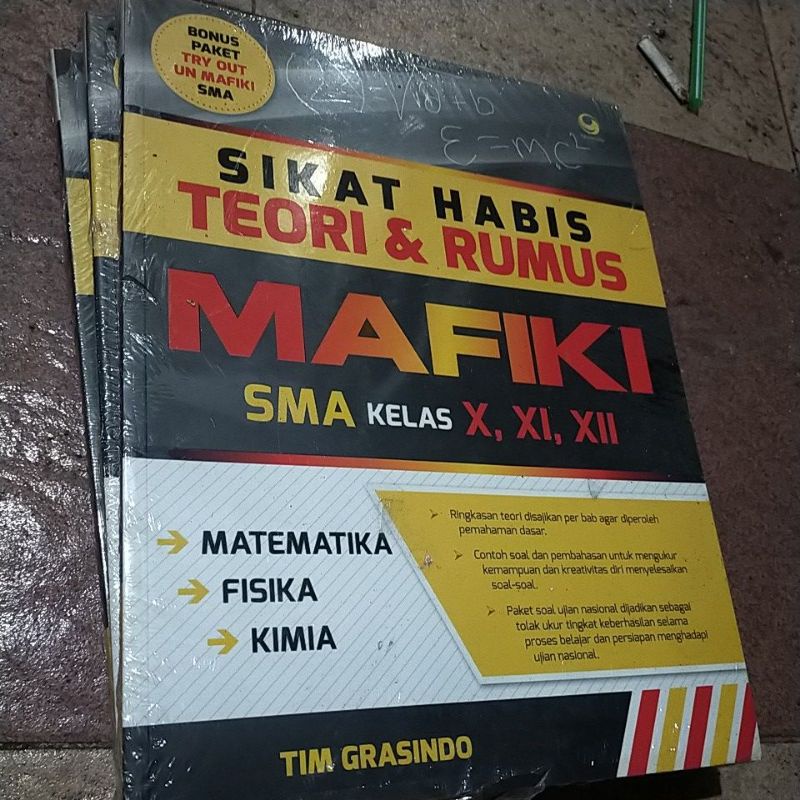 BONUS
PAKET
TRY OUT
UN MAFIKI
SMA
E=mc²
SIKAT HABIS
TEORI & RUMUS
MAFIKI
SMA KELAS X, XI, XII
MATEMATIKA
FISIKA
KIMIA
Ringkasan teori disajikan per bab agar diperoleh
pemahaman dasar.
Contoh soal dan pembahasan untuk mengukur
kemampuan dan kreativitas diri menyelesaikan
soal-soal.
Paket soal ujian nasional dijadikan sebagai
tolak ukur tingkat keberhasilan selama
proses belajar dan persiapan menghadapi
ujian nasional.
TIM GRASINDO